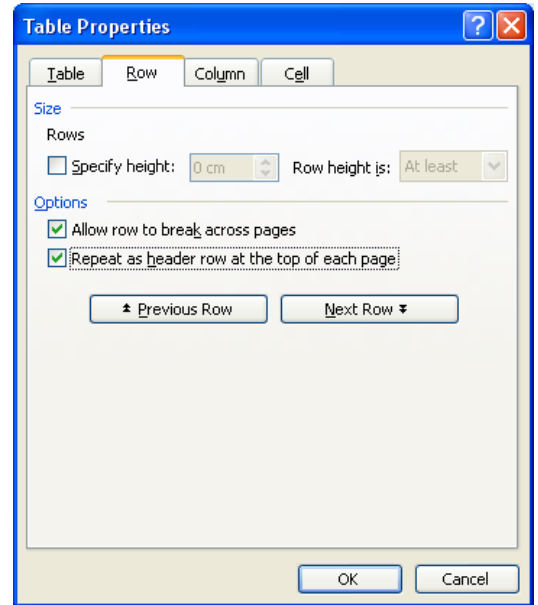 Table Properties
Table Row Column Cell
Size
Rows
Specify height: 0 cm Row height is: At least
Options
Allow row to break across pages
Repeat as header row at the top of each page
Previous Row Next Row
OK Cancel